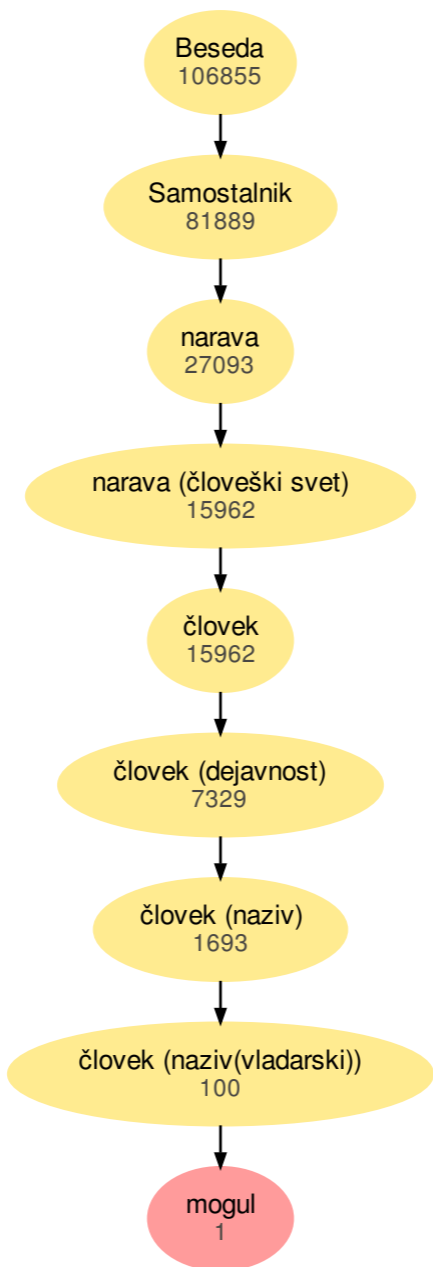 Beseda
106855
Samostalnik
81889
narava
27093
narava (človeški svet)
15962
človek
15962
človek (dejavnost)
7329
človek (naziv)
1693
človek (naziv(vladarski))
100
mogul
1